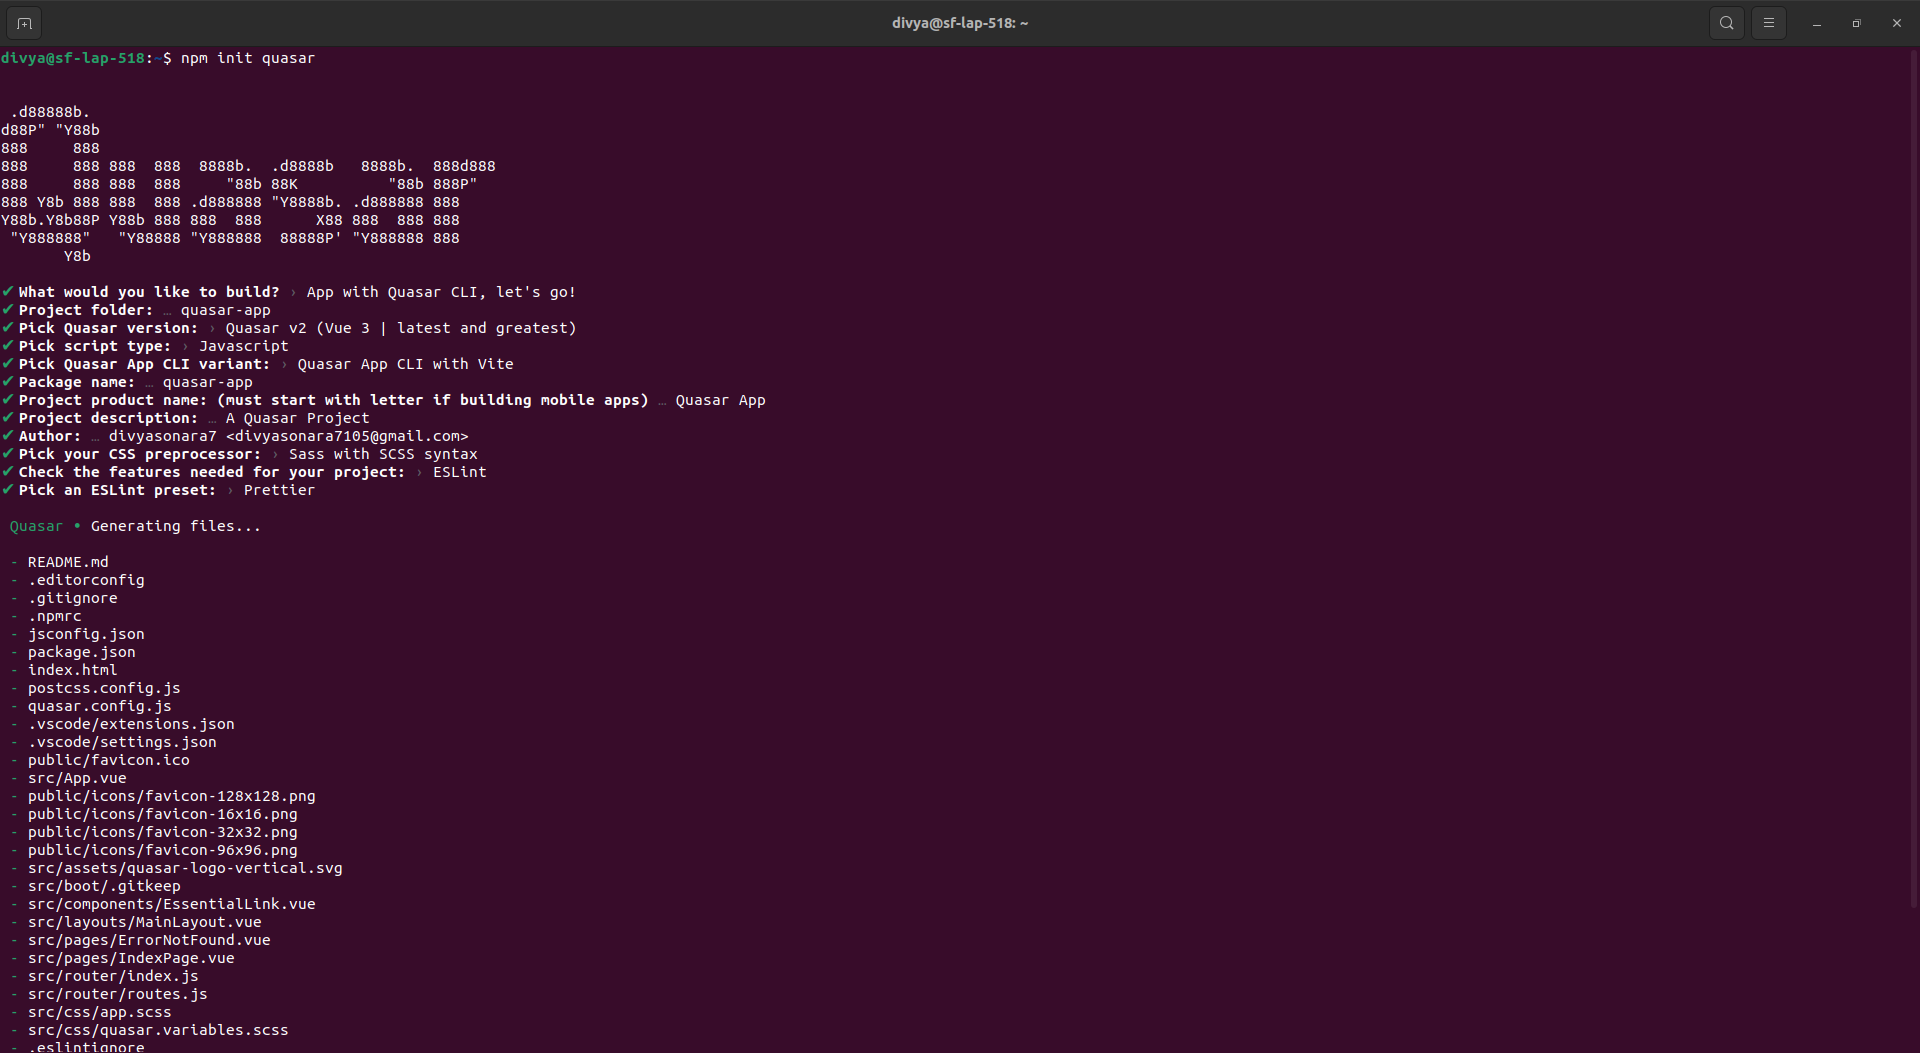 divya@sf-lap-518: ~
divya@sf-lap-518:~$ npm init quasar
 .d88888b.
d88P" "Y88b
888     888
888     888 888  888  8888b.  .d8888b   8888b.  888d888
888     888 888  888     "88b 88K          "88b 888P"
888 Y8b 888 888  888 .d888888 "Y8888b. .d888888 888
Y88b.Y8b88P Y88b 888 888  888      X88 888  888 888
 "Y888888"   "Y88888 "Y888888  88888P' "Y888888 888
       Y8b
✔ What would you like to build? › App with Quasar CLI, let's go!
✔ Project folder: … quasar-app
✔ Pick Quasar version: › Quasar v2 (Vue 3 | latest and greatest)
✔ Pick script type: › Javascript
✔ Pick Quasar App CLI variant: › Quasar App CLI with Vite
✔ Package name: … quasar-app
✔ Project product name: (must start with letter if building mobile apps) … Quasar App
✔ Project description: … A Quasar Project
✔ Author: … divyasonara7 <divyasonara7105@gmail.com>
✔ Pick your CSS preprocessor: › Sass with SCSS syntax
✔ Check the features needed for your project: › ESLint
✔ Pick an ESLint preset: › Prettier
 Quasar • Generating files...
 - README.md
 - .editorconfig
 - .gitignore
 - .npmrc
 - jsconfig.json
 - package.json
 - index.html
 - postcss.config.js
 - quasar.config.js
 - .vscode/extensions.json
 - .vscode/settings.json
 - public/favicon.ico
 - src/App.vue
 - public/icons/favicon-128x128.png
 - public/icons/favicon-16x16.png
 - public/icons/favicon-32x32.png
 - public/icons/favicon-96x96.png
 - src/assets/quasar-logo-vertical.svg
 - src/boot/.gitkeep
 - src/components/EssentialLink.vue
 - src/layouts/MainLayout.vue
 - src/pages/ErrorNotFound.vue
 - src/pages/IndexPage.vue
 - src/router/index.js
 - src/router/routes.js
 - src/css/app.scss
 - src/css/quasar.variables.scss
 - .eslintignore